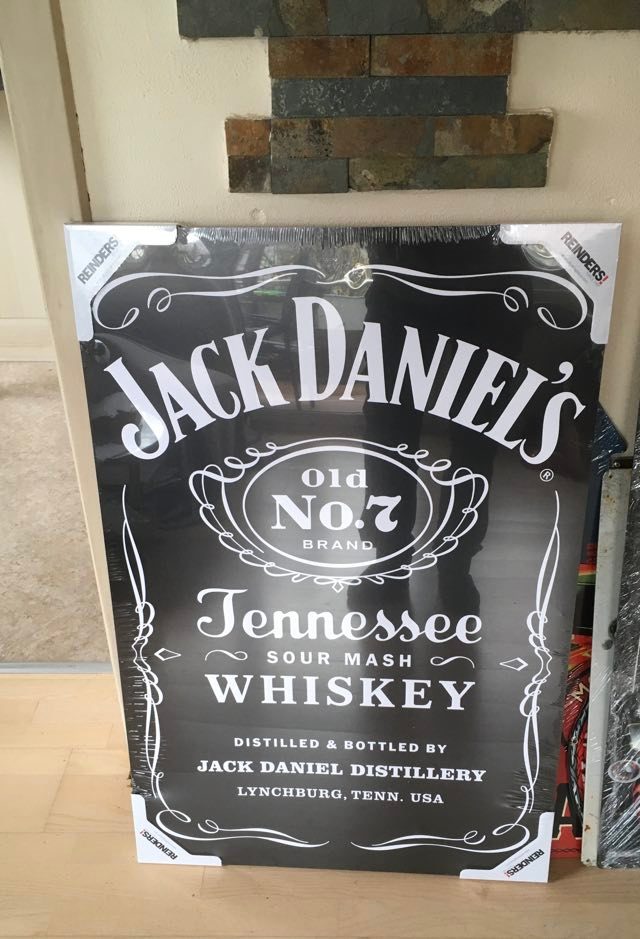 REINDERS!
REINDERS!
JACK DANIEL'S
®
Old
No.7
BRAND
Tennessee
SOUR MASH
WHISKEY
DISTILLED & BOTTLED BY
JACK DANIEL DISTILLERY
LYNCHBURG, TENN. USA
REINDERS!
REINDERS!